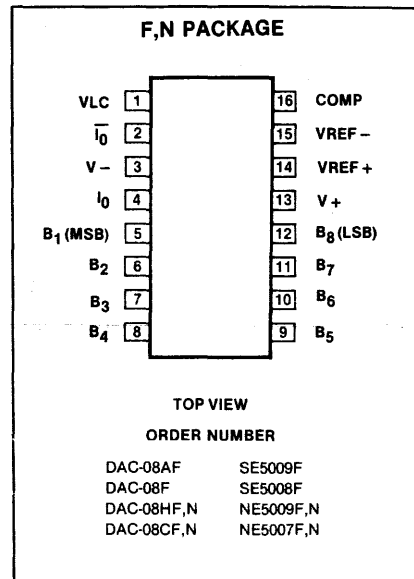 F,N PACKAGE
VLC 1 16 COMP
I̅0̅ 2 15 VREF –
V – 3 14 VREF +
I0 4 13 V +
B1 (MSB) 5 12 B8 (LSB)
B2 6 11 B7
B3 7 10 B6
B4 8 9 B5
TOP VIEW
ORDER NUMBER
DAC-08AF SE5009F
DAC-08F SE5008F
DAC-08HF,N NE5009F,N
DAC-08CF,N NE5007F,N